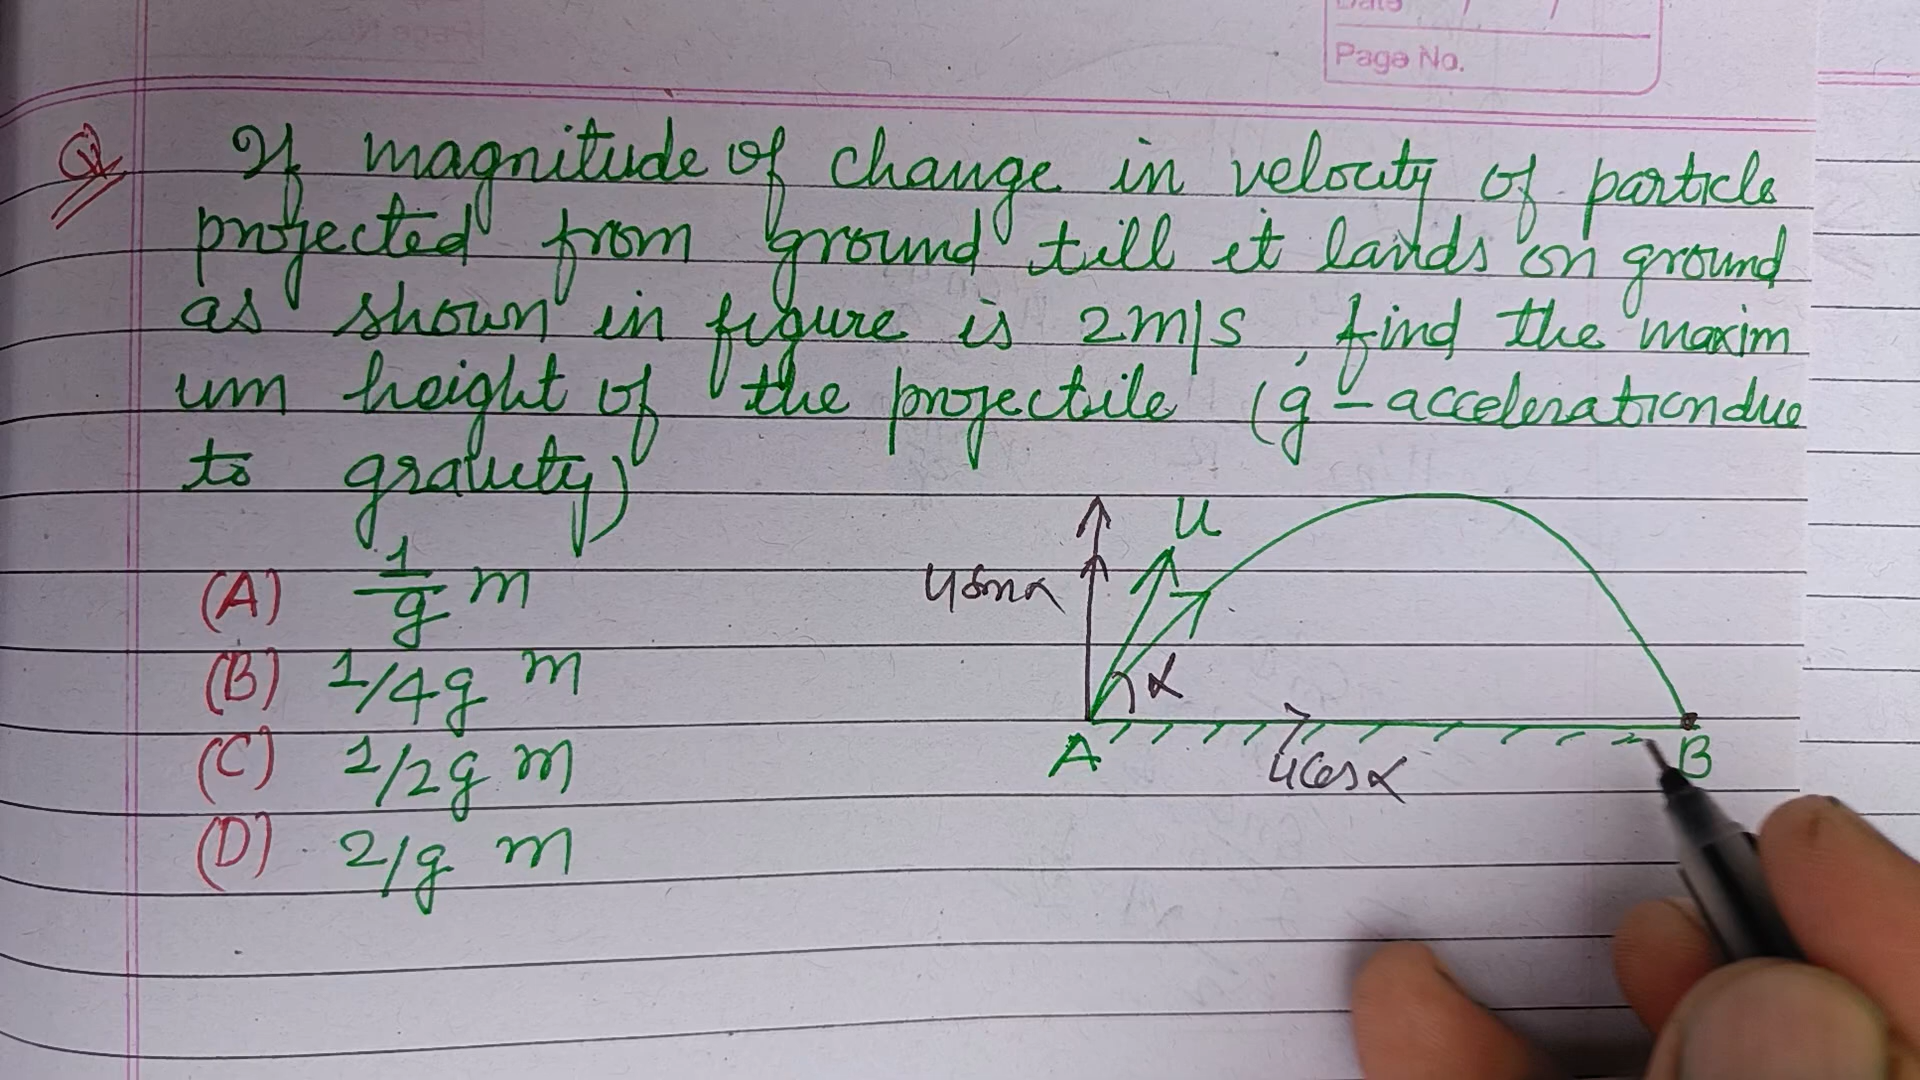 Date / /
Page No.
Q If magnitude of change in velocity of particle
projected from ground till it lands on ground
as shown in figure is 2m/s, find the maxim
um height of the projectile (g - acceleration due
to gravity)
(A) 1/g m
(B) 1/4g m
(C) 1/2g m
(D) 2/g m
u
usinα
α
A
ucosα
B